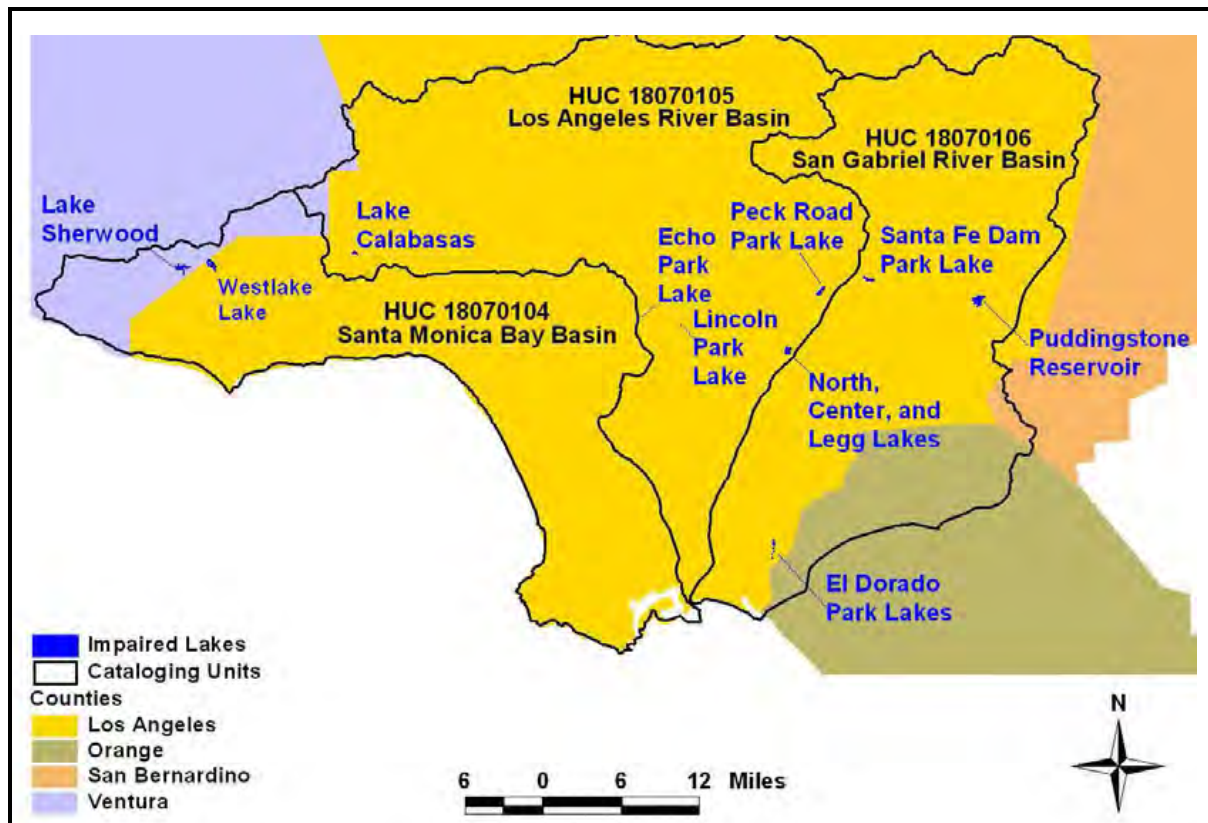 HUC 18070105
Los Angeles River Basin
HUC 18070106
San Gabriel River Basin
Lake
Sherwood
Lake
Calabasas
Westlake
Lake
HUC 18070104
Santa Monica Bay Basin
Echo
Park
Lake
Lincoln
Park
Lake
Peck Road
Park Lake
Santa Fe Dam
Park Lake
Puddingstone
Reservoir
North,
Center, and
Legg Lakes
El Dorado
Park Lakes
Impaired Lakes
Cataloging Units
Counties
Los Angeles
Orange
San Bernardino
Ventura
6 0 6 12 Miles
N